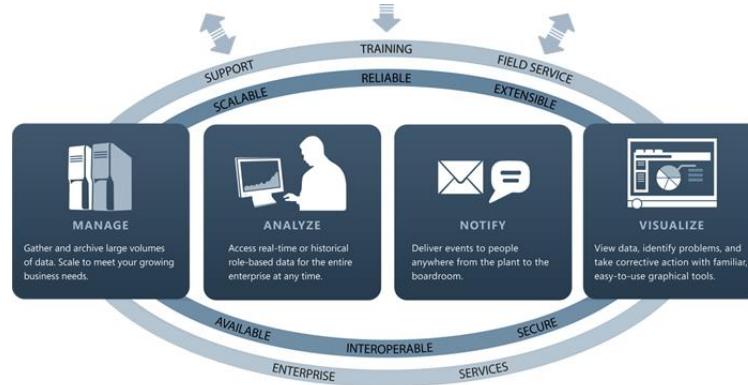 SUPPORT
TRAINING
FIELD SERVICE
SCALABLE
RELIABLE
EXTENSIBLE
MANAGE
Gather and archive large volumes
of data. Scale to meet your growing
business needs.
ANALYZE
Access real-time or historical
role-based data for the entire
enterprise at any time.
NOTIFY
Deliver events to people
anywhere from the plant to the
boardroom.
VISUALIZE
View data, identify problems, and
take corrective action with familiar,
easy-to-use graphical tools.
AVAILABLE
INTEROPERABLE
SECURE
ENTERPRISE
SERVICES